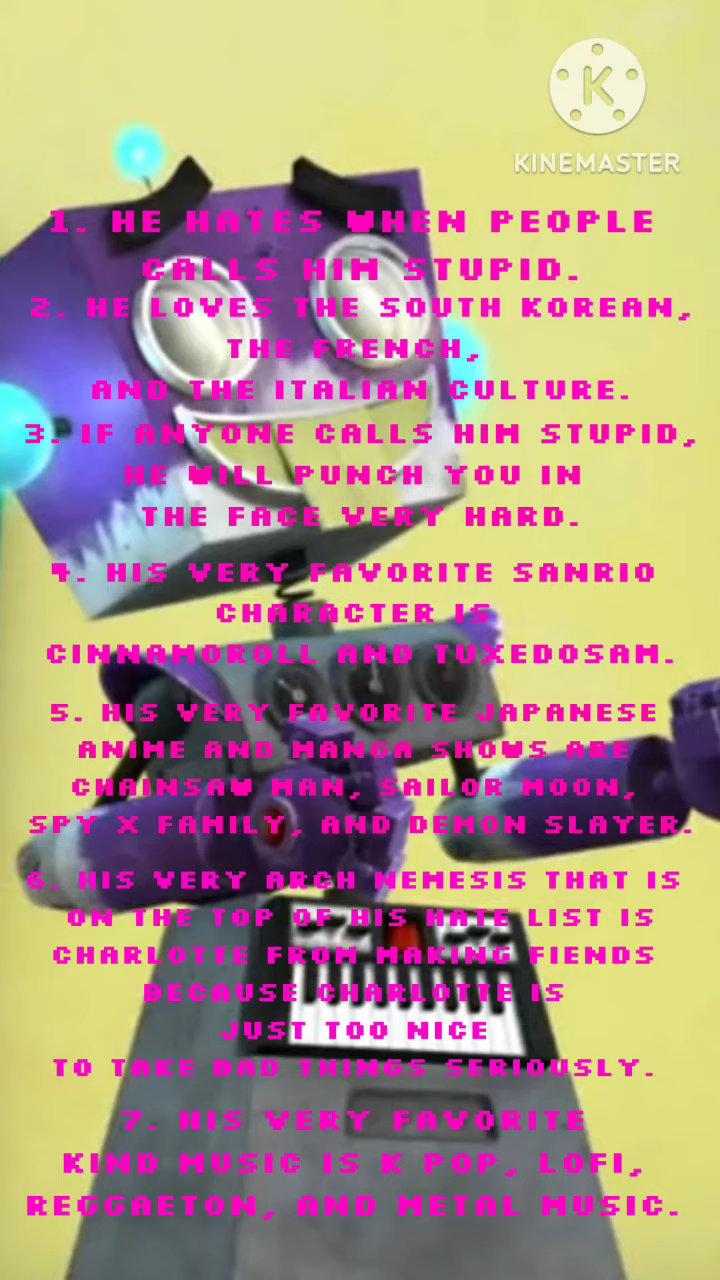 KINEMASTER
1. HE HATES WHEN PEOPLE
CALLS HIM STUPID.
2. HE LOVES THE SOUTH KOREAN,
THE FRENCH,
AND THE ITALIAN CULTURE.
3. IF ANYONE CALLS HIM STUPID,
HE WILL PUNCH YOU IN
THE FACE VERY HARD.
4. HIS VERY FAVORITE SANRIO
CHARACTER IS
CINNAMOROLL AND TUXEDOSAM.
5. HIS VERY FAVORITE JAPANESE
ANIME AND MANGA SHOWS ARE
CHAINSAW MAN, SAILOR MOON,
SPY X FAMILY, AND DEMON SLAYER.
6. HIS VERY ARCH NEMESIS THAT IS
ON THE TOP OF HIS HATE LIST IS
CHARLOTTE FROM MAKING FIENDS
BECAUSE CHARLOTTE IS
JUST TOO NICE
TO TAKE BAD THINGS SERIOUSLY.
7. HIS VERY FAVORITE
KIND MUSIC IS K POP, LOFI,
REGGAETON, AND METAL MUSIC.